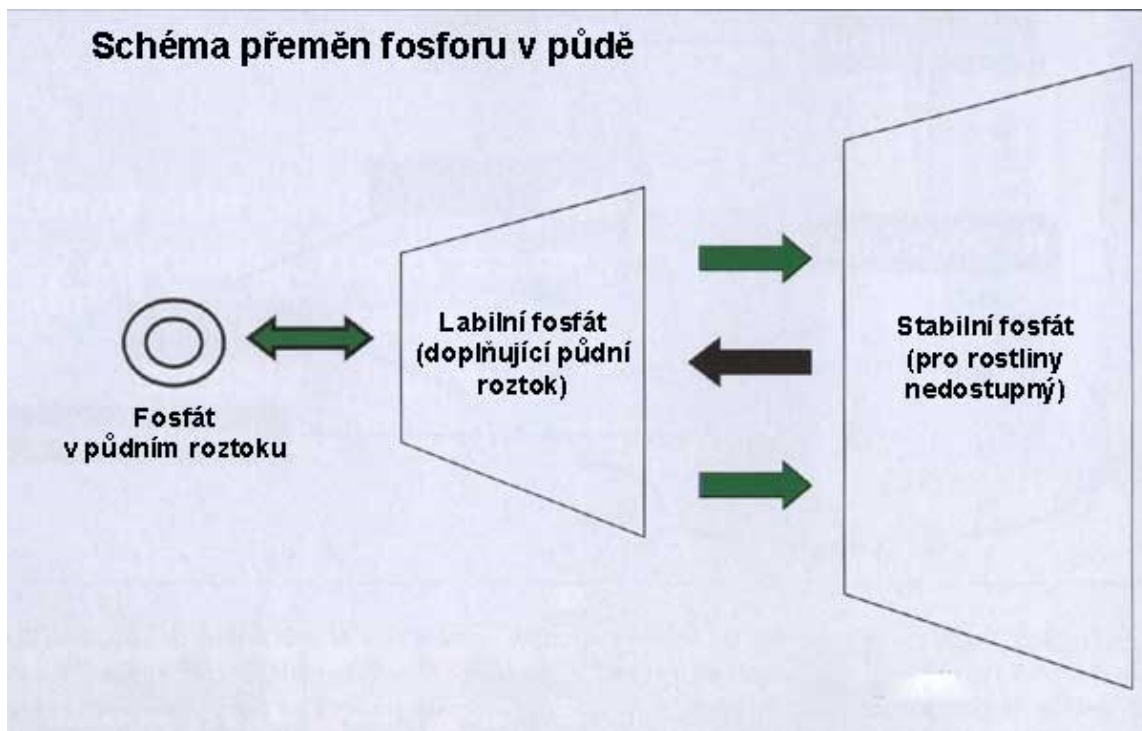 Schéma přeměn fosforu v půdě
Fosfát
v půdním roztoku
Labilní fosfát
(doplňující půdní
roztok)
Stabilní fosfát
(pro rostliny
nedostupný)